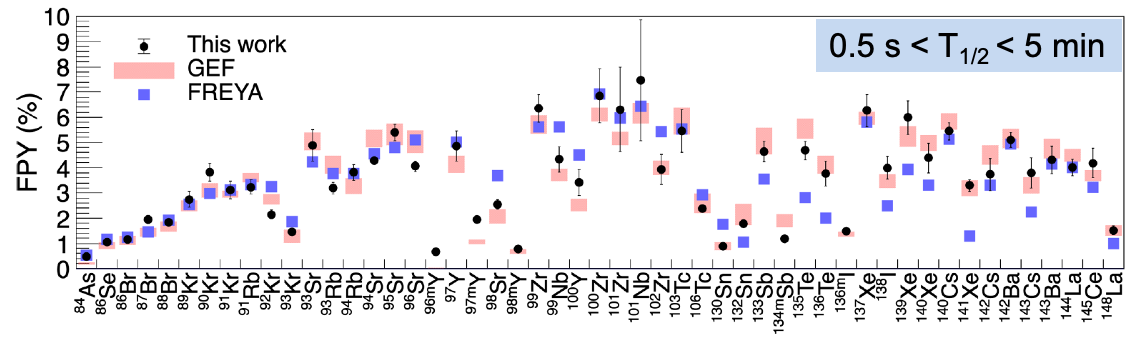 10
9
8
7
6
5
4
3
2
1
0
FPY (%)
This work
GEF
FREYA
0.5 s < T1/2 < 5 min
84As 86Se 86Br 87Br 88Br 89Kr 90Kr 91Kr 91Rb 92Kr 93Kr 93Sr 93Rb 94Rb 94Sr 95Sr 96Sr 96mY 97Y 97mY 98Sr 98mY 99Zr 99Nb 100Y 100Zr 101Zr 101Nb 102Zr 103Tc 106Tc 130Sn 132Sn 133Sb 134mSb 135Te 136Te 136mI 137Xe 138I 139Xe 140Xe 140Cs 141Xe 142Cs 142Ba 143Cs 143Ba 144La 145Ce 148La